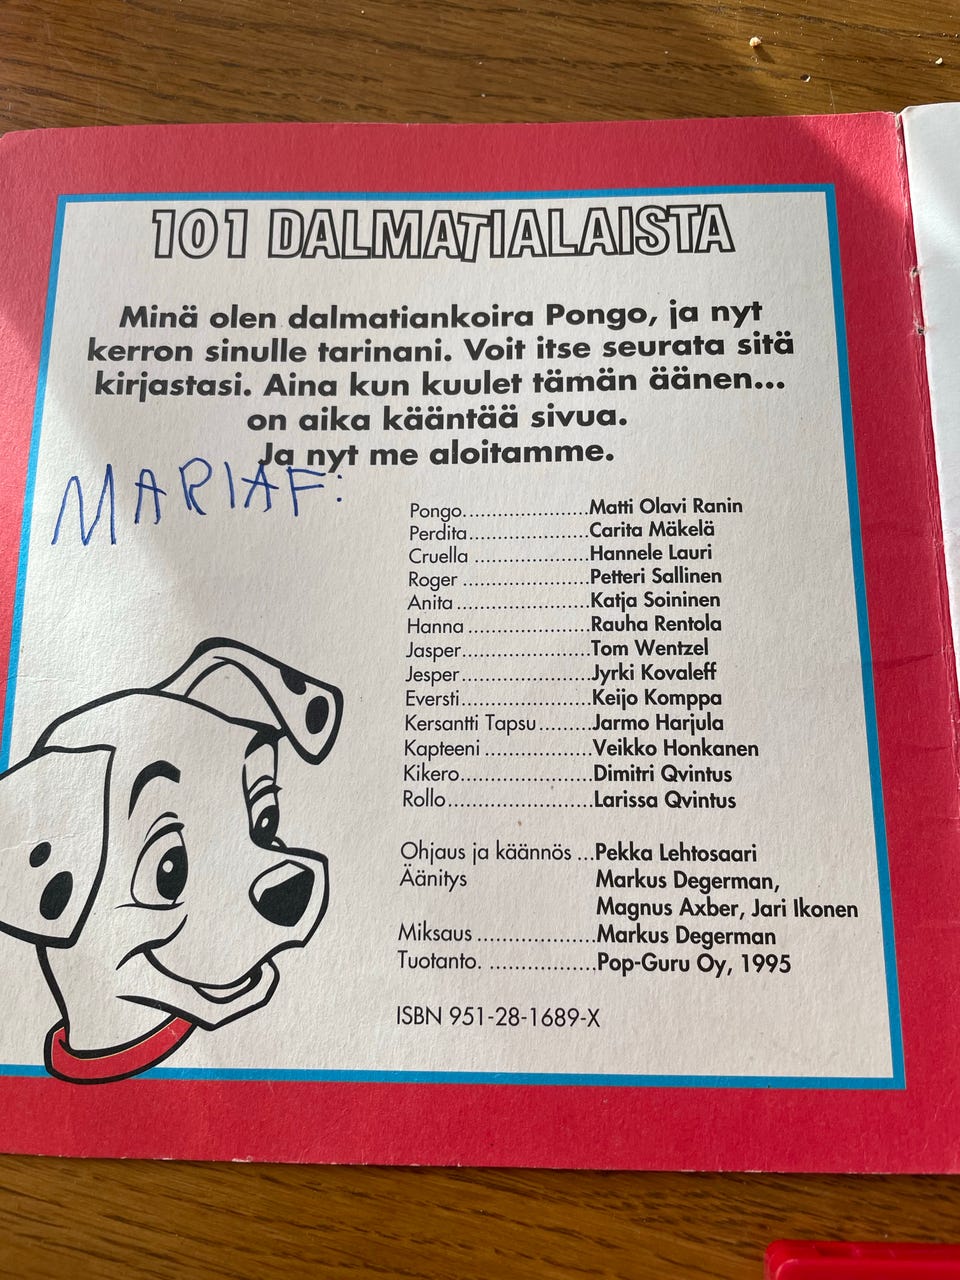 101 DALMATIALAISTA
Minä olen dalmatiankoira Pongo, ja nyt
kerron sinulle tarinani. Voit itse seurata sitä
kirjastasi. Aina kun kuulet tämän äänen...
on aika kääntää sivua.
Ja nyt me aloitamme.
MARIAF:
Pongo......................Matti Olavi Ranin
Perdita.....................Carita Mäkelä
Cruella .....................Hannele Lauri
Roger ......................Petteri Sallinen
Anita .......................Katja Soininen
Hanna .....................Rauha Rentola
Jasper......................Tom Wentzel
Jesper......................Jyrki Kovaleff
Eversti......................Keijo Komppa
Kersantti Tapsu.........Jarmo Harjula
Kapteeni ..................Veikko Honkanen
Kikero......................Dimitri Qvintus
Rollo........................Larissa Qvintus
Ohjaus ja käännös ...Pekka Lehtosaari
Äänitys Markus Degerman,
Magnus Axber, Jari Ikonen
Miksaus ....................Markus Degerman
Tuotanto. ..................Pop-Guru Oy, 1995
ISBN 951-28-1689-X